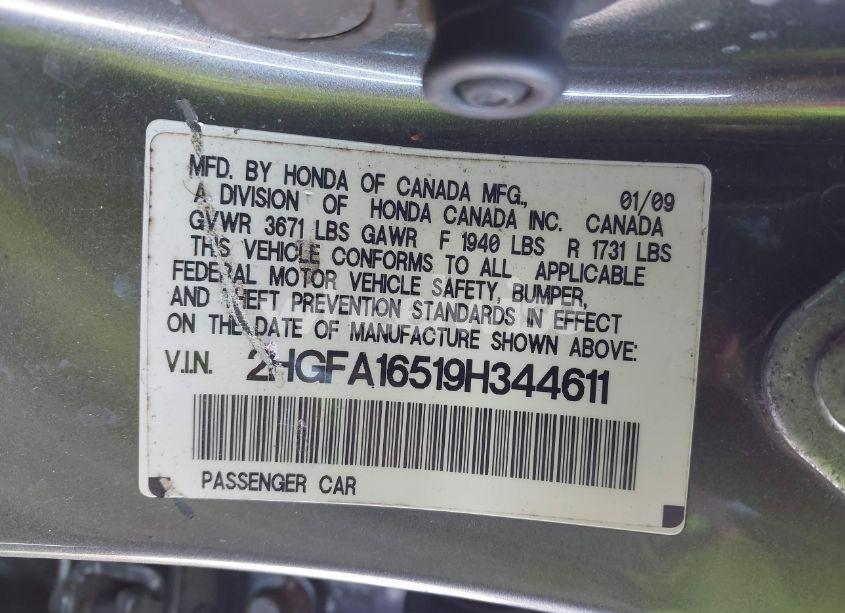 MFD. BY HONDA OF CANADA MFG., 01/09
A DIVISION OF HONDA CANADA INC. CANADA
GVWR 3671 LBS GAWR F 1940 LBS R 1731 LBS
THIS VEHICLE CONFORMS TO ALL APPLICABLE
FEDERAL MOTOR VEHICLE SAFETY, BUMPER,
AND THEFT PREVENTION STANDARDS IN EFFECT
ON THE DATE OF MANUFACTURE SHOWN ABOVE:
V.I.N. 2HGFA16519H344611
PASSENGER CAR